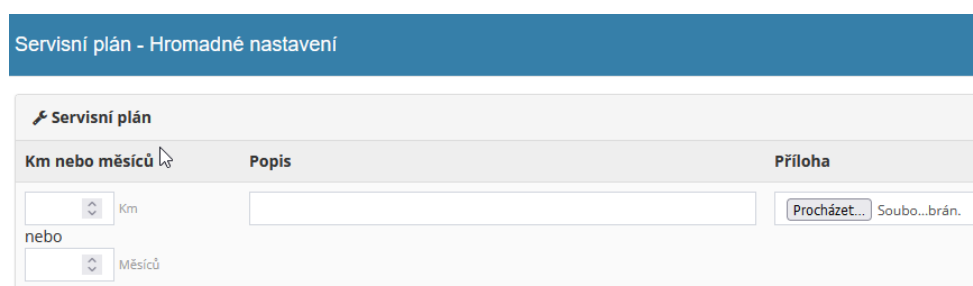 Servisní plán - Hromadné nastavení
Servisní plán
Km nebo měsíců Popis Příloha
Km Procházet... Soubo...brán.
nebo
Měsíců